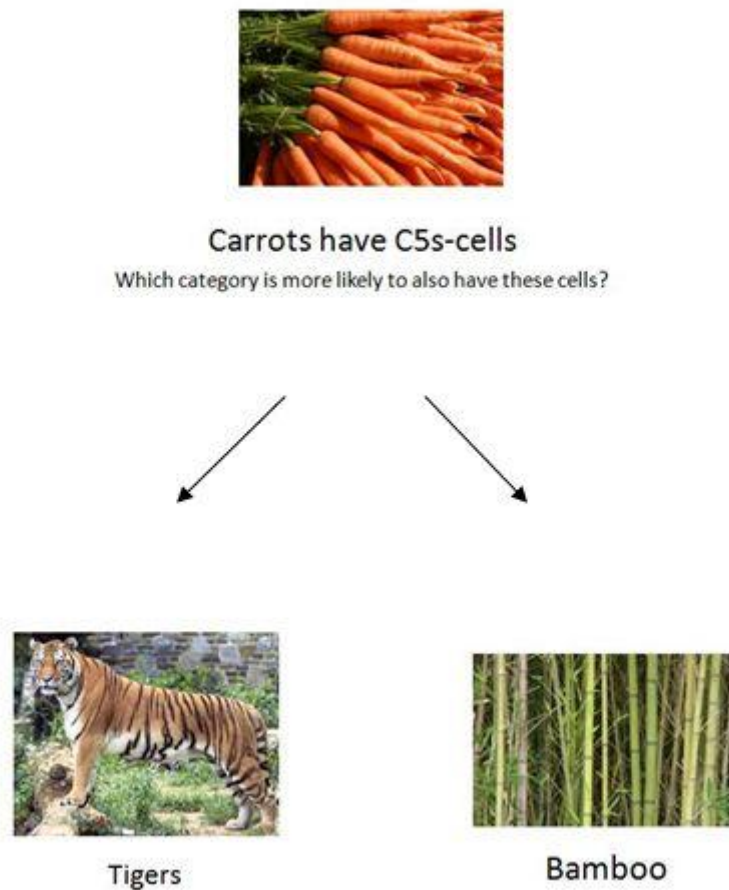 Carrots have C5s-cells
Which category is more likely to also have these cells?
Tigers
Bamboo